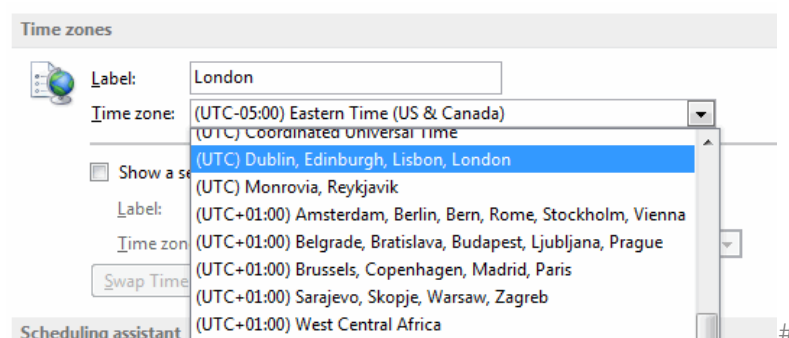 Time zones
Label: London
Time zone: (UTC-05:00) Eastern Time (US & Canada)
(UTC) Coordinated Universal Time
(UTC) Dublin, Edinburgh, Lisbon, London
Show a se
(UTC) Monrovia, Reykjavik
Label:
(UTC+01:00) Amsterdam, Berlin, Bern, Rome, Stockholm, Vienna
Time zon
(UTC+01:00) Belgrade, Bratislava, Budapest, Ljubljana, Prague
(UTC+01:00) Brussels, Copenhagen, Madrid, Paris
Swap Time
(UTC+01:00) Sarajevo, Skopje, Warsaw, Zagreb
(UTC+01:00) West Central Africa
Scheduling assistant
#